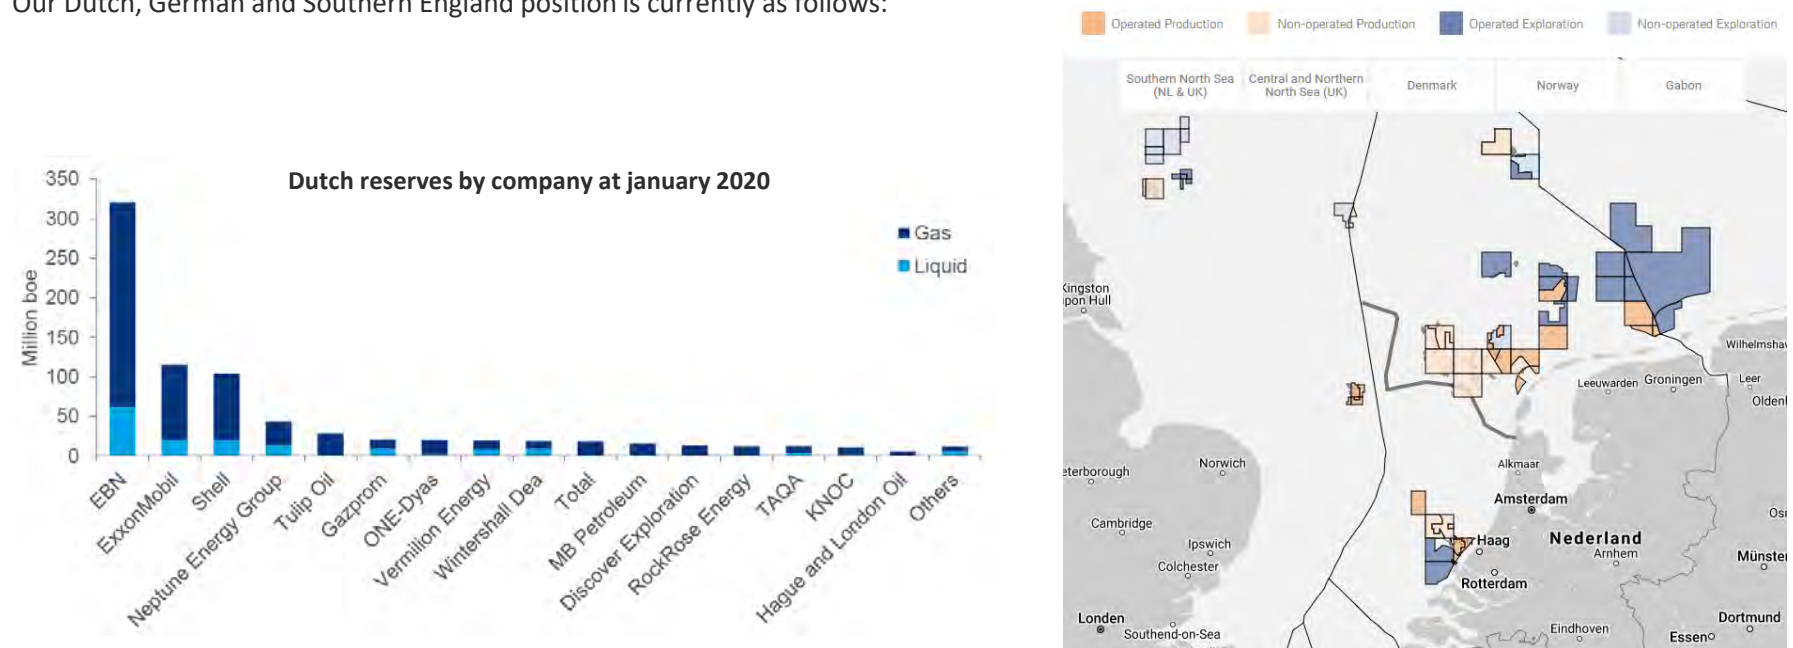 Our Dutch, German and Southern England position is currently as follows:
Dutch reserves by company at january 2020
Million boe
350
300
250
200
150
100
50
0
Gas
Liquid
EBN
ExxonMobil
Shell
Neptune Energy Group
Tulip Oil
Gazprom
ONE-Dyas
Vermilion Energy
Wintershall Dea
Total
MB Petroleum
Discover Exploration
RockRose Energy
TAQA
KNOC
Hague and London Oil
Others
Operated Production
Non-operated Production
Operated Exploration
Non-operated Exploration
Southern North Sea
(NL & UK)
Central and Northern
North Sea (UK)
Denmark
Norway
Gabon
Kingston
pon Hull
Wilhelmshav
Leeuwarden
Groningen
Leer
Oldenl
eterborough
Norwich
Alkmaar
Amsterdam
Cambridge
Ipswich
Colchester
Haag
Nederland
Arnhem
Os
Münster
Rotterdam
Londen
Southend-on-Sea
Eindhoven
Dortmund
Essen